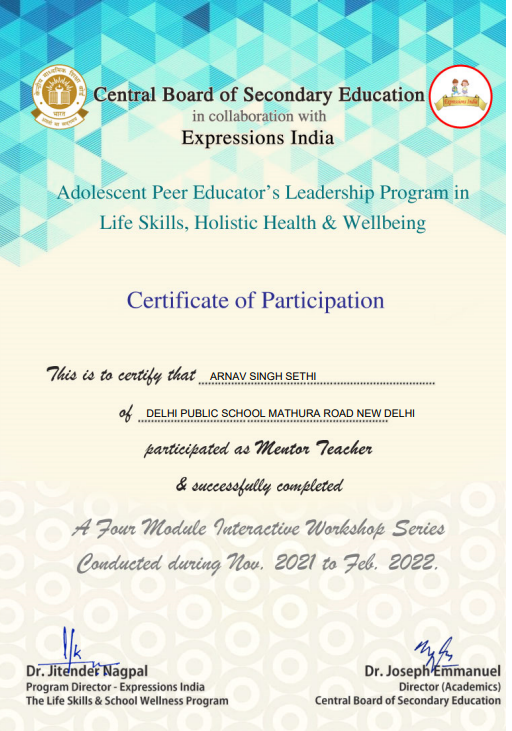 Central Board of Secondary Education
in collaboration with
Expressions India
Expressions India
Adolescent Peer Educator's Leadership Program in
Life Skills, Holistic Health & Wellbeing
Certificate of Participation
This is to certify that ARNAV SINGH SETHI
of DELHI PUBLIC SCHOOL MATHURA ROAD NEW DELHI
participated as Mentor Teacher
& successfully completed
A Four Module Interactive Workshop Series
Conducted during Nov. 2021 to Feb. 2022.
Dr. Jitender Nagpal
Program Director - Expressions India
The Life Skills & School Wellness Program
Dr. Joseph Emmanuel
Director (Academics)
Central Board of Secondary Education